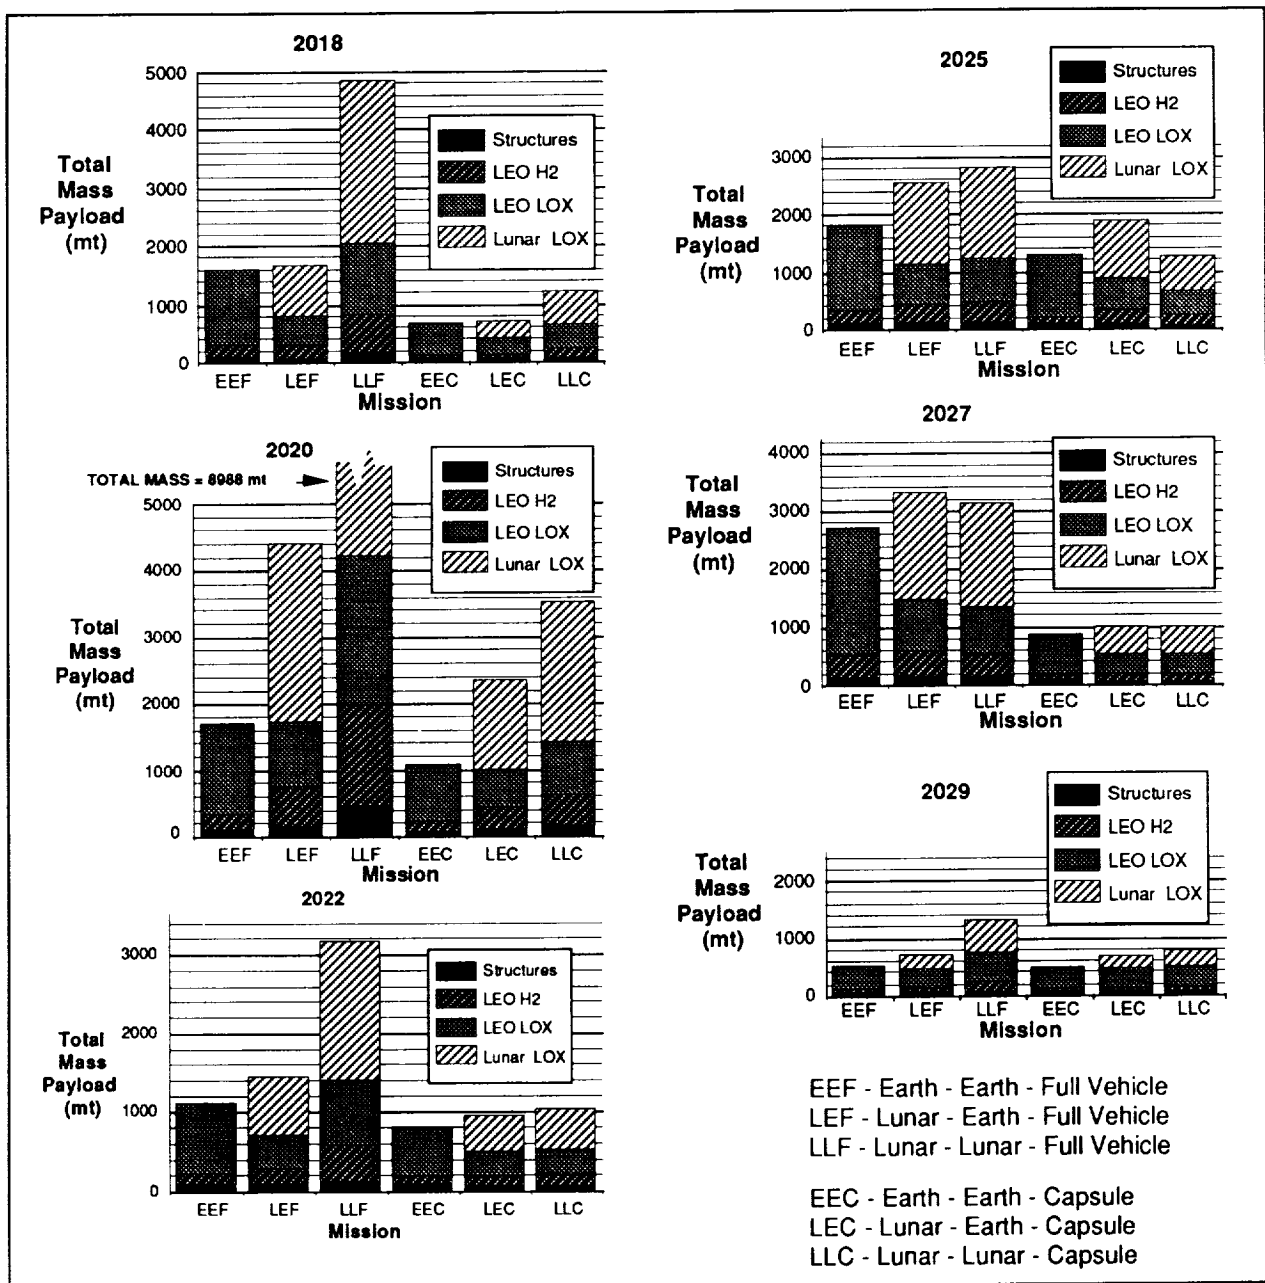 2018
5000
4000
3000
2000
1000
0
Total
Mass
Payload
(mt)
Structures
LEO H2
LEO LOX
Lunar LOX
EEF LEF LLF EEC LEC LLC
Mission
2020
TOTAL MASS = 8988 mt
5000
4000
3000
2000
1000
0
Total
Mass
Payload
(mt)
Structures
LEO H2
LEO LOX
Lunar LOX
EEF LEF LLF EEC LEC LLC
Mission
2022
3000
2000
1000
0
Total
Mass
Payload
(mt)
Structures
LEO H2
LEO LOX
Lunar LOX
EEF LEF LLF EEC LEC LLC
Mission
2025
3000
2000
1000
0
Total
Mass
Payload
(mt)
Structures
LEO H2
LEO LOX
Lunar LOX
EEF LEF LLF EEC LEC LLC
Mission
2027
4000
3000
2000
1000
0
Total
Mass
Payload
(mt)
Structures
LEO H2
LEO LOX
Lunar LOX
EEF LEF LLF EEC LEC LLC
Mission
2029
2000
1000
0
Total
Mass
Payload
(mt)
Structures
LEO H2
LEO LOX
Lunar LOX
EEF LEF LLF EEC LEC LLC
Mission
EEF - Earth - Earth - Full Vehicle
LEF - Lunar - Earth - Full Vehicle
LLF - Lunar - Lunar - Full Vehicle
EEC - Earth - Earth - Capsule
LEC - Lunar - Earth - Capsule
LLC - Lunar - Lunar - Capsule